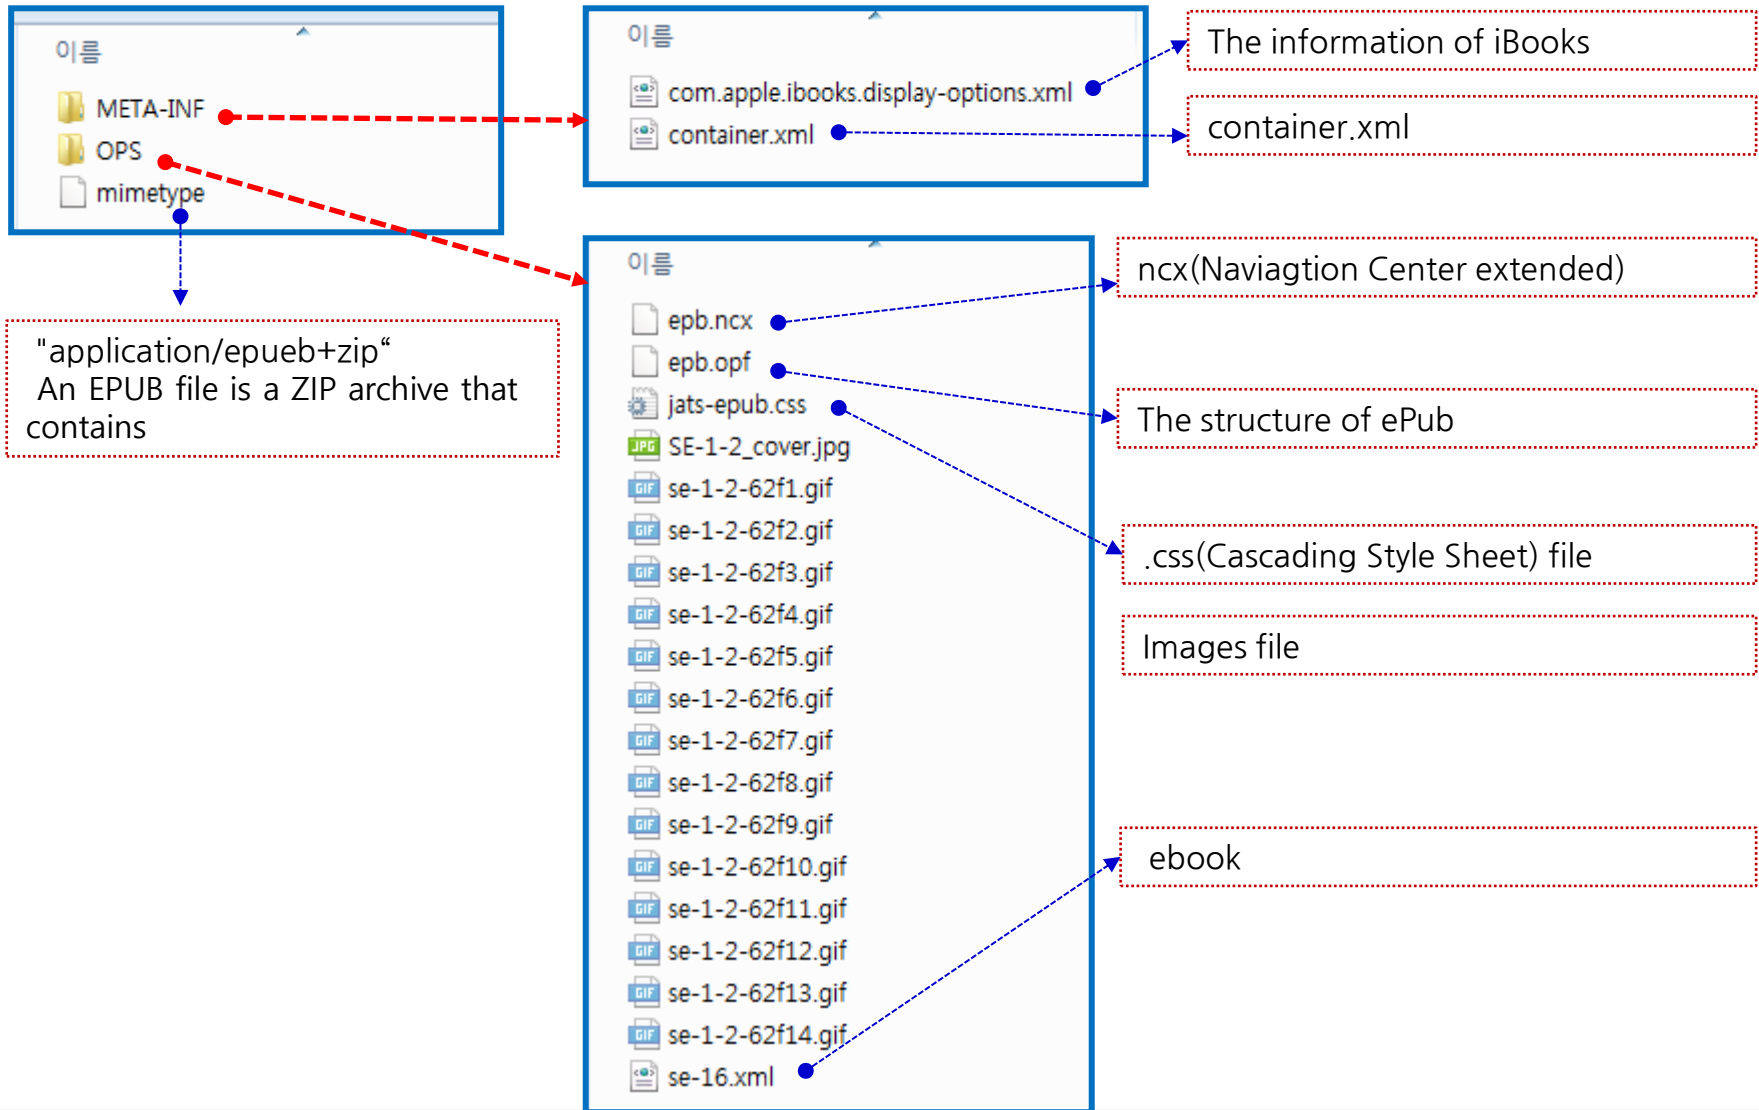 이름
META-INF
OPS
mimetype
"application/epueb+zip“
An EPUB file is a ZIP archive that
contains
이름
com.apple.ibooks.display-options.xml
container.xml
The information of iBooks
container.xml
이름
epb.ncx
epb.opf
jats-epub.css
SE-1-2_cover.jpg
se-1-2-62f1.gif
se-1-2-62f2.gif
se-1-2-62f3.gif
se-1-2-62f4.gif
se-1-2-62f5.gif
se-1-2-62f6.gif
se-1-2-62f7.gif
se-1-2-62f8.gif
se-1-2-62f9.gif
se-1-2-62f10.gif
se-1-2-62f11.gif
se-1-2-62f12.gif
se-1-2-62f13.gif
se-1-2-62f14.gif
se-16.xml
ncx(Naviagtion Center extended)
The structure of ePub
.css(Cascading Style Sheet) file
Images file
ebook